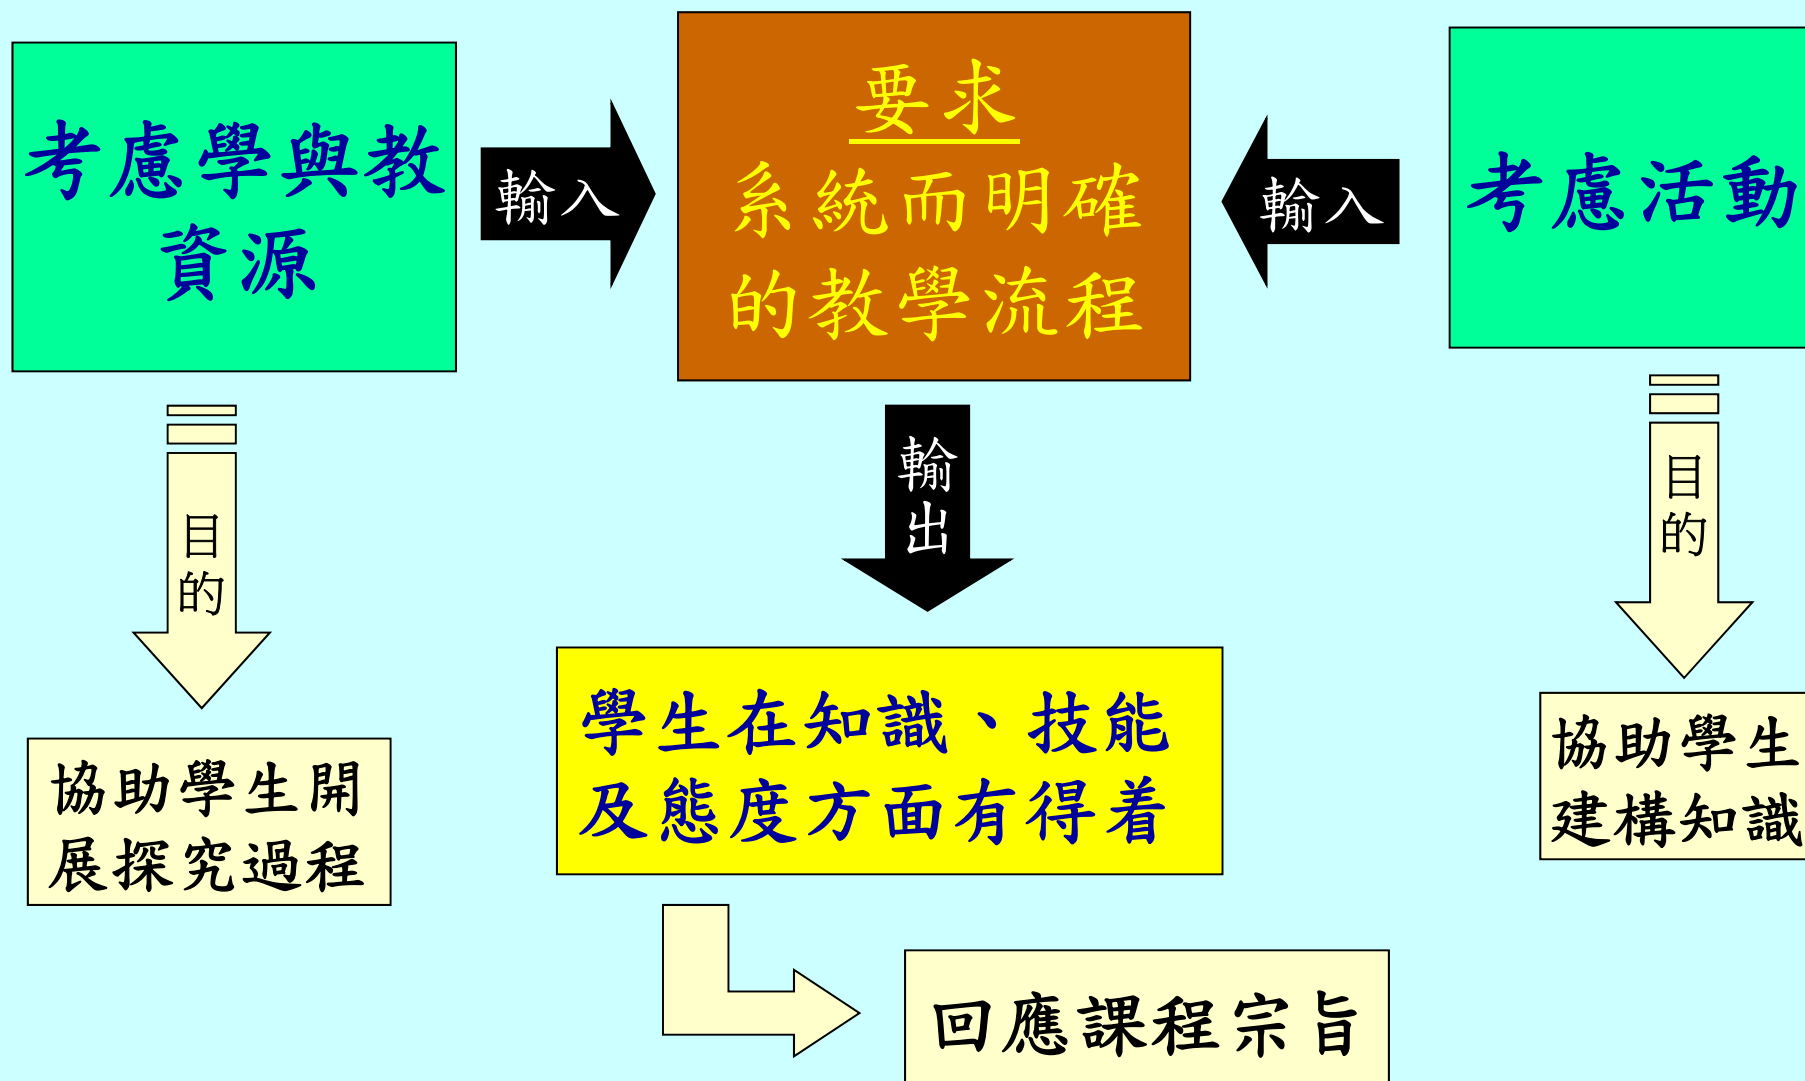 考慮學與教
資源
輸入
要求
系統而明確
的教學流程
輸入
考慮活動
目的
輸出
目的
學生在知識、技能
及態度方面有得着
協助學生開
展探究過程
協助學生
建構知識
回應課程宗旨